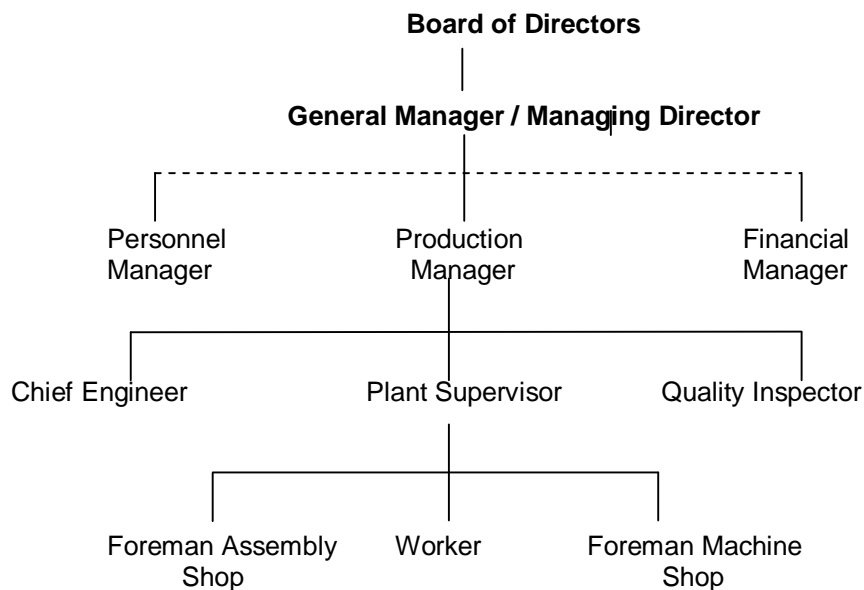 Board of Directors
General Manager / Managing Director
Personnel Manager
Production Manager
Financial Manager
Chief Engineer
Plant Supervisor
Quality Inspector
Foreman Assembly Shop
Worker
Foreman Machine Shop